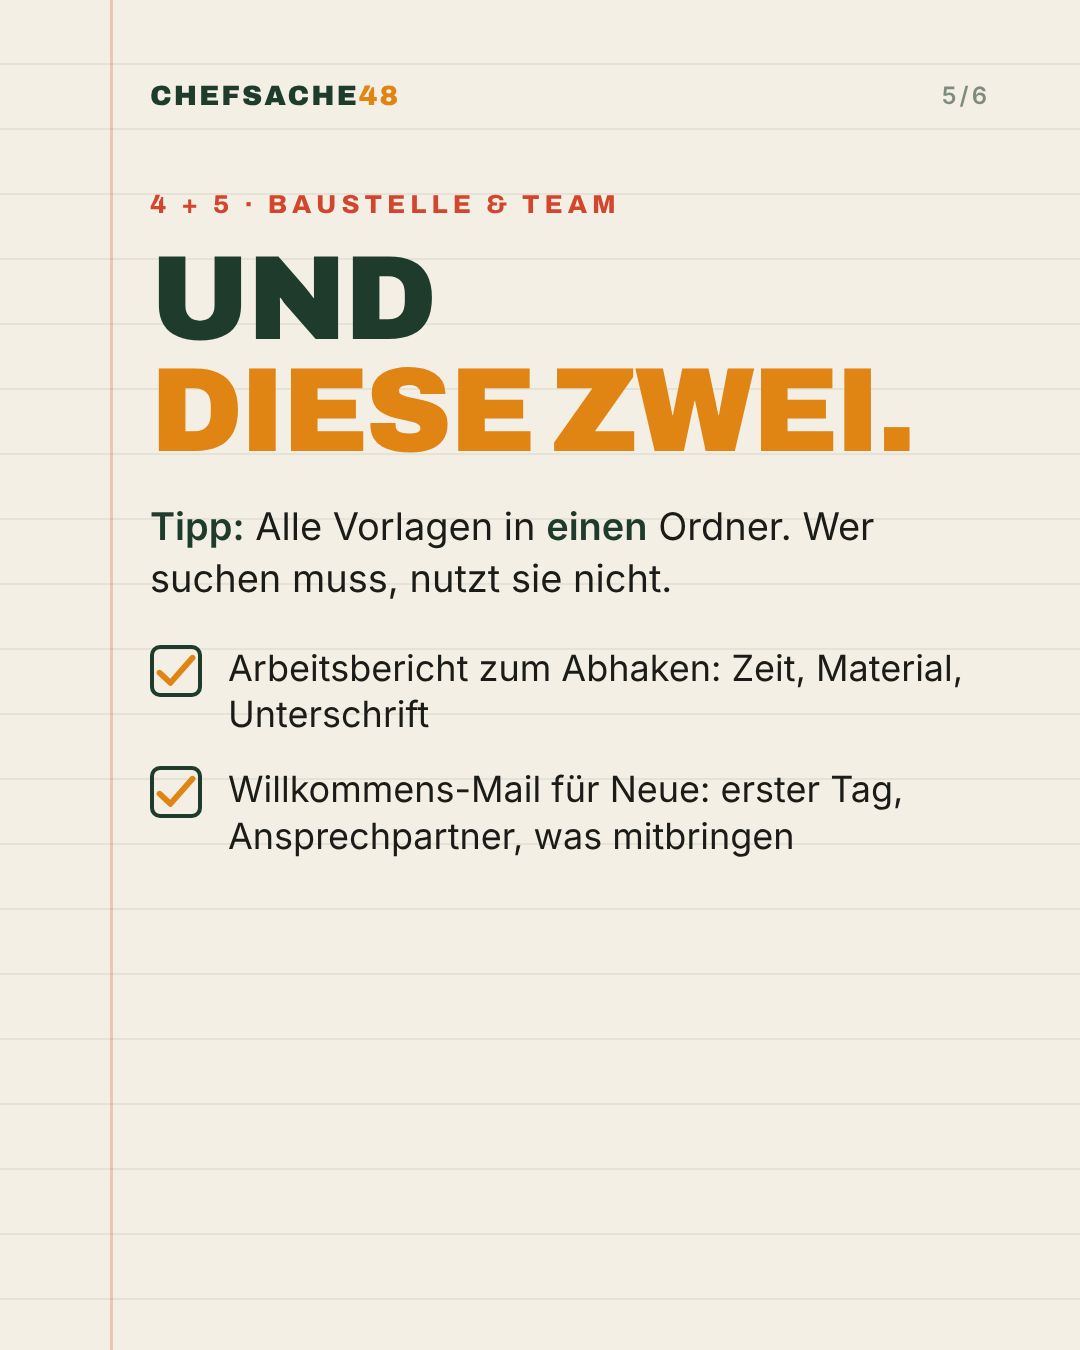 CHEFSACHE48
5/6
4 + 5 · BAUSTELLE & TEAM
UND
DIESE ZWEI.
Tipp: Alle Vorlagen in einen Ordner. Wer
suchen muss, nutzt sie nicht.
Arbeitsbericht zum Abhaken: Zeit, Material,
Unterschrift
Willkommens-Mail für Neue: erster Tag,
Ansprechpartner, was mitbringen